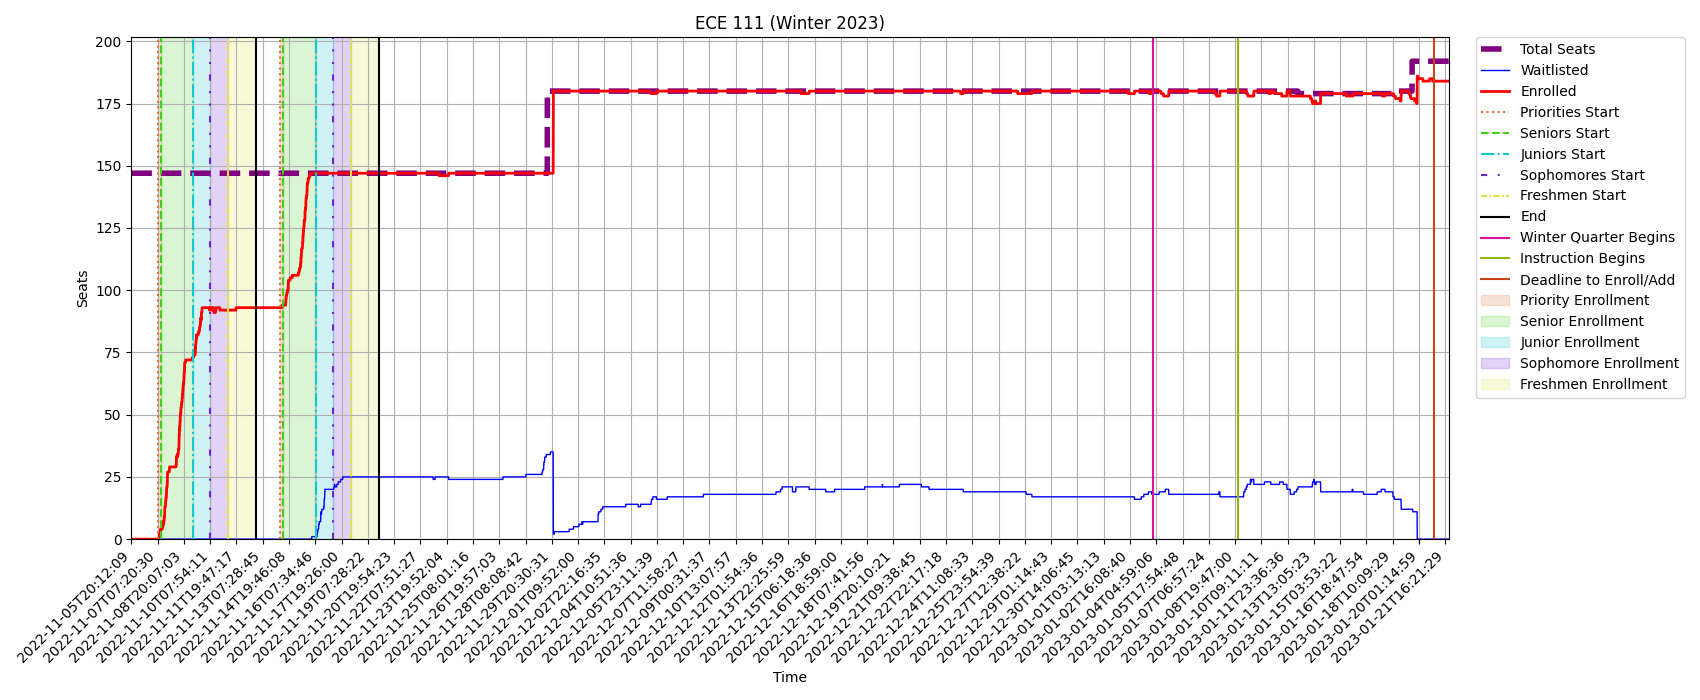 ECE 111 (Winter 2023)
200
175
150
125
100
75
50
25
0
Seats
2022-11-05T20:12:09
2022-11-07T07:20:30
2022-11-08T20:07:03
2022-11-10T07:54:11
2022-11-11T19:47:17
2022-11-13T07:28:45
2022-11-14T19:46:08
2022-11-16T07:34:46
2022-11-17T19:26:00
2022-11-19T07:28:22
2022-11-20T19:54:23
2022-11-22T07:51:27
2022-11-23T19:52:04
2022-11-25T08:01:16
2022-11-26T19:57:03
2022-11-28T08:08:42
2022-11-29T20:30:31
2022-12-01T09:52:00
2022-12-02T22:16:35
2022-12-04T10:51:36
2022-12-05T23:11:39
2022-12-07T11:58:27
2022-12-09T00:31:37
2022-12-10T13:07:57
2022-12-12T01:54:36
2022-12-13T22:25:59
2022-12-15T06:18:36
2022-12-16T18:59:00
2022-12-18T07:41:56
2022-12-19T20:10:21
2022-12-21T09:38:45
2022-12-22T22:17:18
2022-12-24T11:08:33
2022-12-25T23:54:39
2022-12-27T12:38:22
2022-12-29T01:14:43
2022-12-30T14:06:45
2023-01-01T03:13:13
2023-01-02T16:08:40
2023-01-04T04:59:06
2023-01-05T17:54:48
2023-01-07T06:57:24
2023-01-08T19:47:00
2023-01-10T09:11:11
2023-01-11T23:36:36
2023-01-13T13:05:23
2023-01-15T03:53:22
2023-01-16T18:47:54
2023-01-18T10:09:29
2023-01-20T01:14:59
2023-01-21T16:21:29
Time
Total Seats
Waitlisted
Enrolled
Priorities Start
Seniors Start
Juniors Start
Sophomores Start
Freshmen Start
End
Winter Quarter Begins
Instruction Begins
Deadline to Enroll/Add
Priority Enrollment
Senior Enrollment
Junior Enrollment
Sophomore Enrollment
Freshmen Enrollment